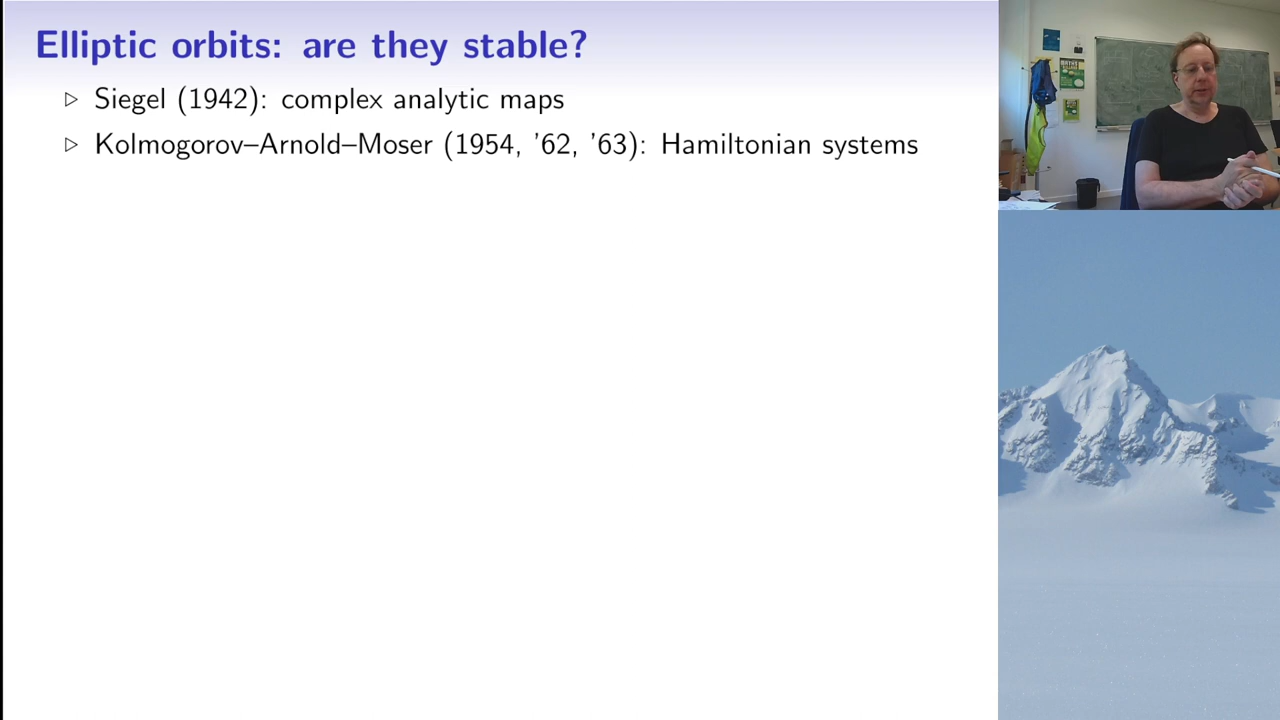 Elliptic orbits: are they stable?
▷ Siegel (1942): complex analytic maps
▷ Kolmogorov–Arnold–Moser (1954, '62, '63): Hamiltonian systems